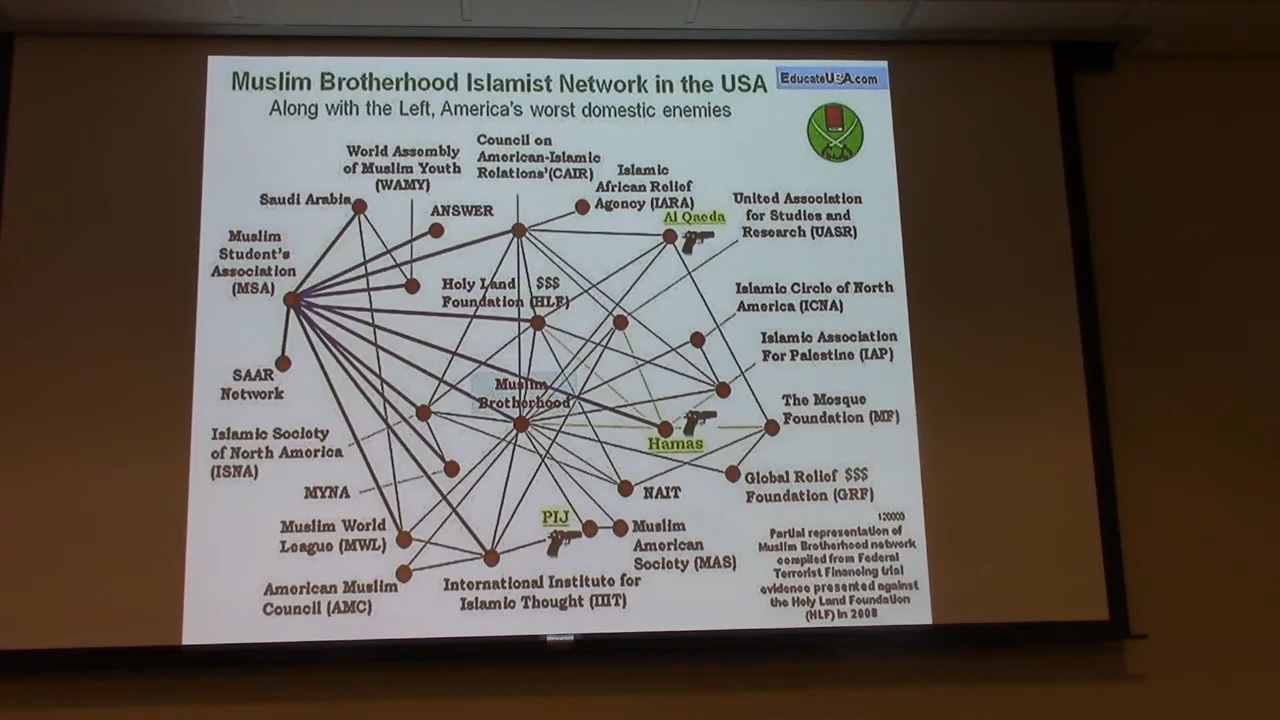 Muslim Brotherhood Islamist Network in the USA
EducateUSA.com
Along with the Left, America's worst domestic enemies
World Assembly
of Muslim Youth
(WAMY)
Council on
American-Islamic
Relations'(CAIR)
Islamic
African Relief
Agency (IARA)
Saudi Arabia
ANSWER
Al Qaeda
United Association
for Studies and
Research (UASR)
Muslim
Student's
Association
(MSA)
Holy Land $$$
Foundation (HLF)
Islamic Circle of North
America (ICNA)
Islamic Association
For Palestine (IAP)
SAAR
Network
Muslim
Brotherhood
The Mosque
Foundation (MF)
Hamas
Islamic Society
of North America
(ISNA)
MYNA
NAIT
Global Relief $$$
Foundation (GRF)
Muslim World
League (MWL)
PIJ
Muslim
American
Society (MAS)
American Muslim
Council (AMC)
International Institute for
Islamic Thought (IIIT)
120000
Partial representation of
Muslim Brotherhood network
compiled from Federal
Terrorist Financing trial
evidence presented against
the Holy Land Foundation
(HLF) in 2008